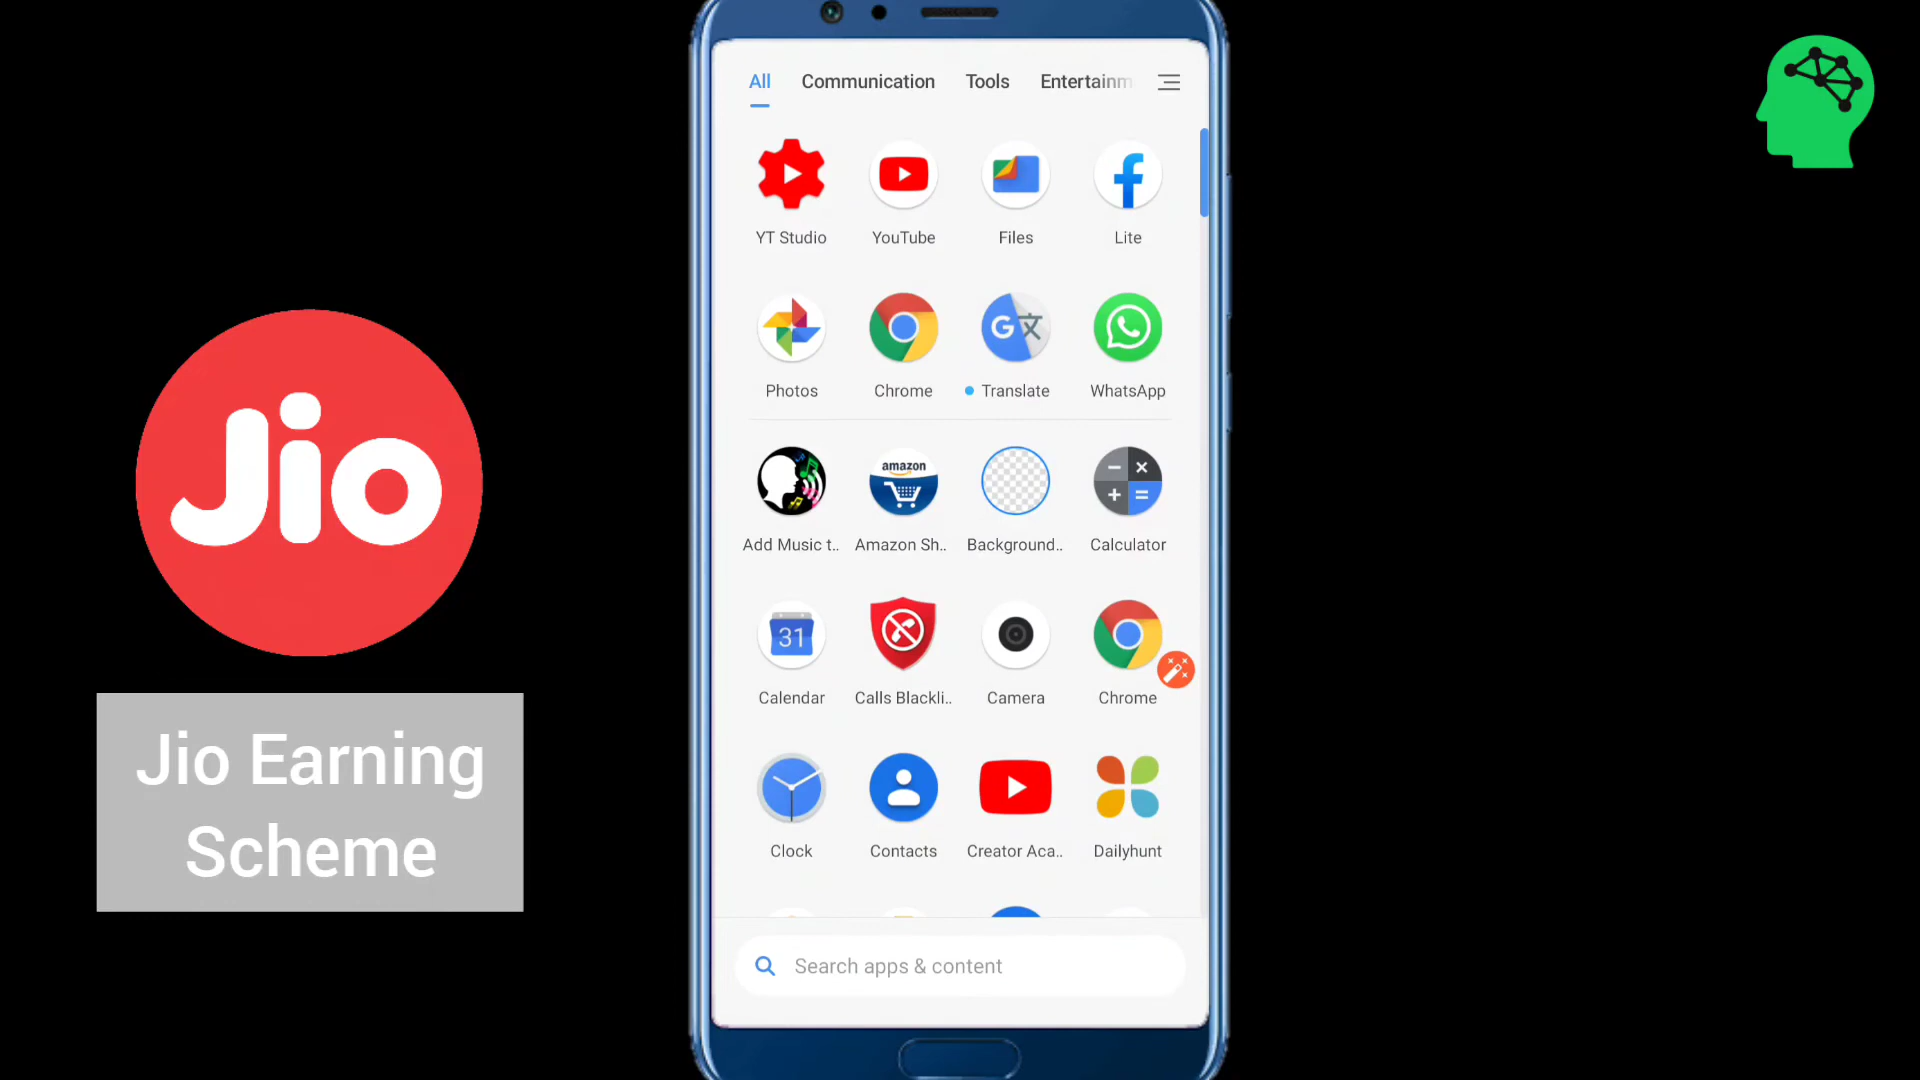 All Communication Tools Entertainm
YT Studio YouTube Files Lite
Photos Chrome Translate WhatsApp
amazon
Add Music t.. Amazon Sh.. Background.. Calculator
31
Calendar Calls Blackli.. Camera Chrome
Clock Contacts Creator Aca.. Dailyhunt
Search apps & content
Jio
Jio Earning
Scheme